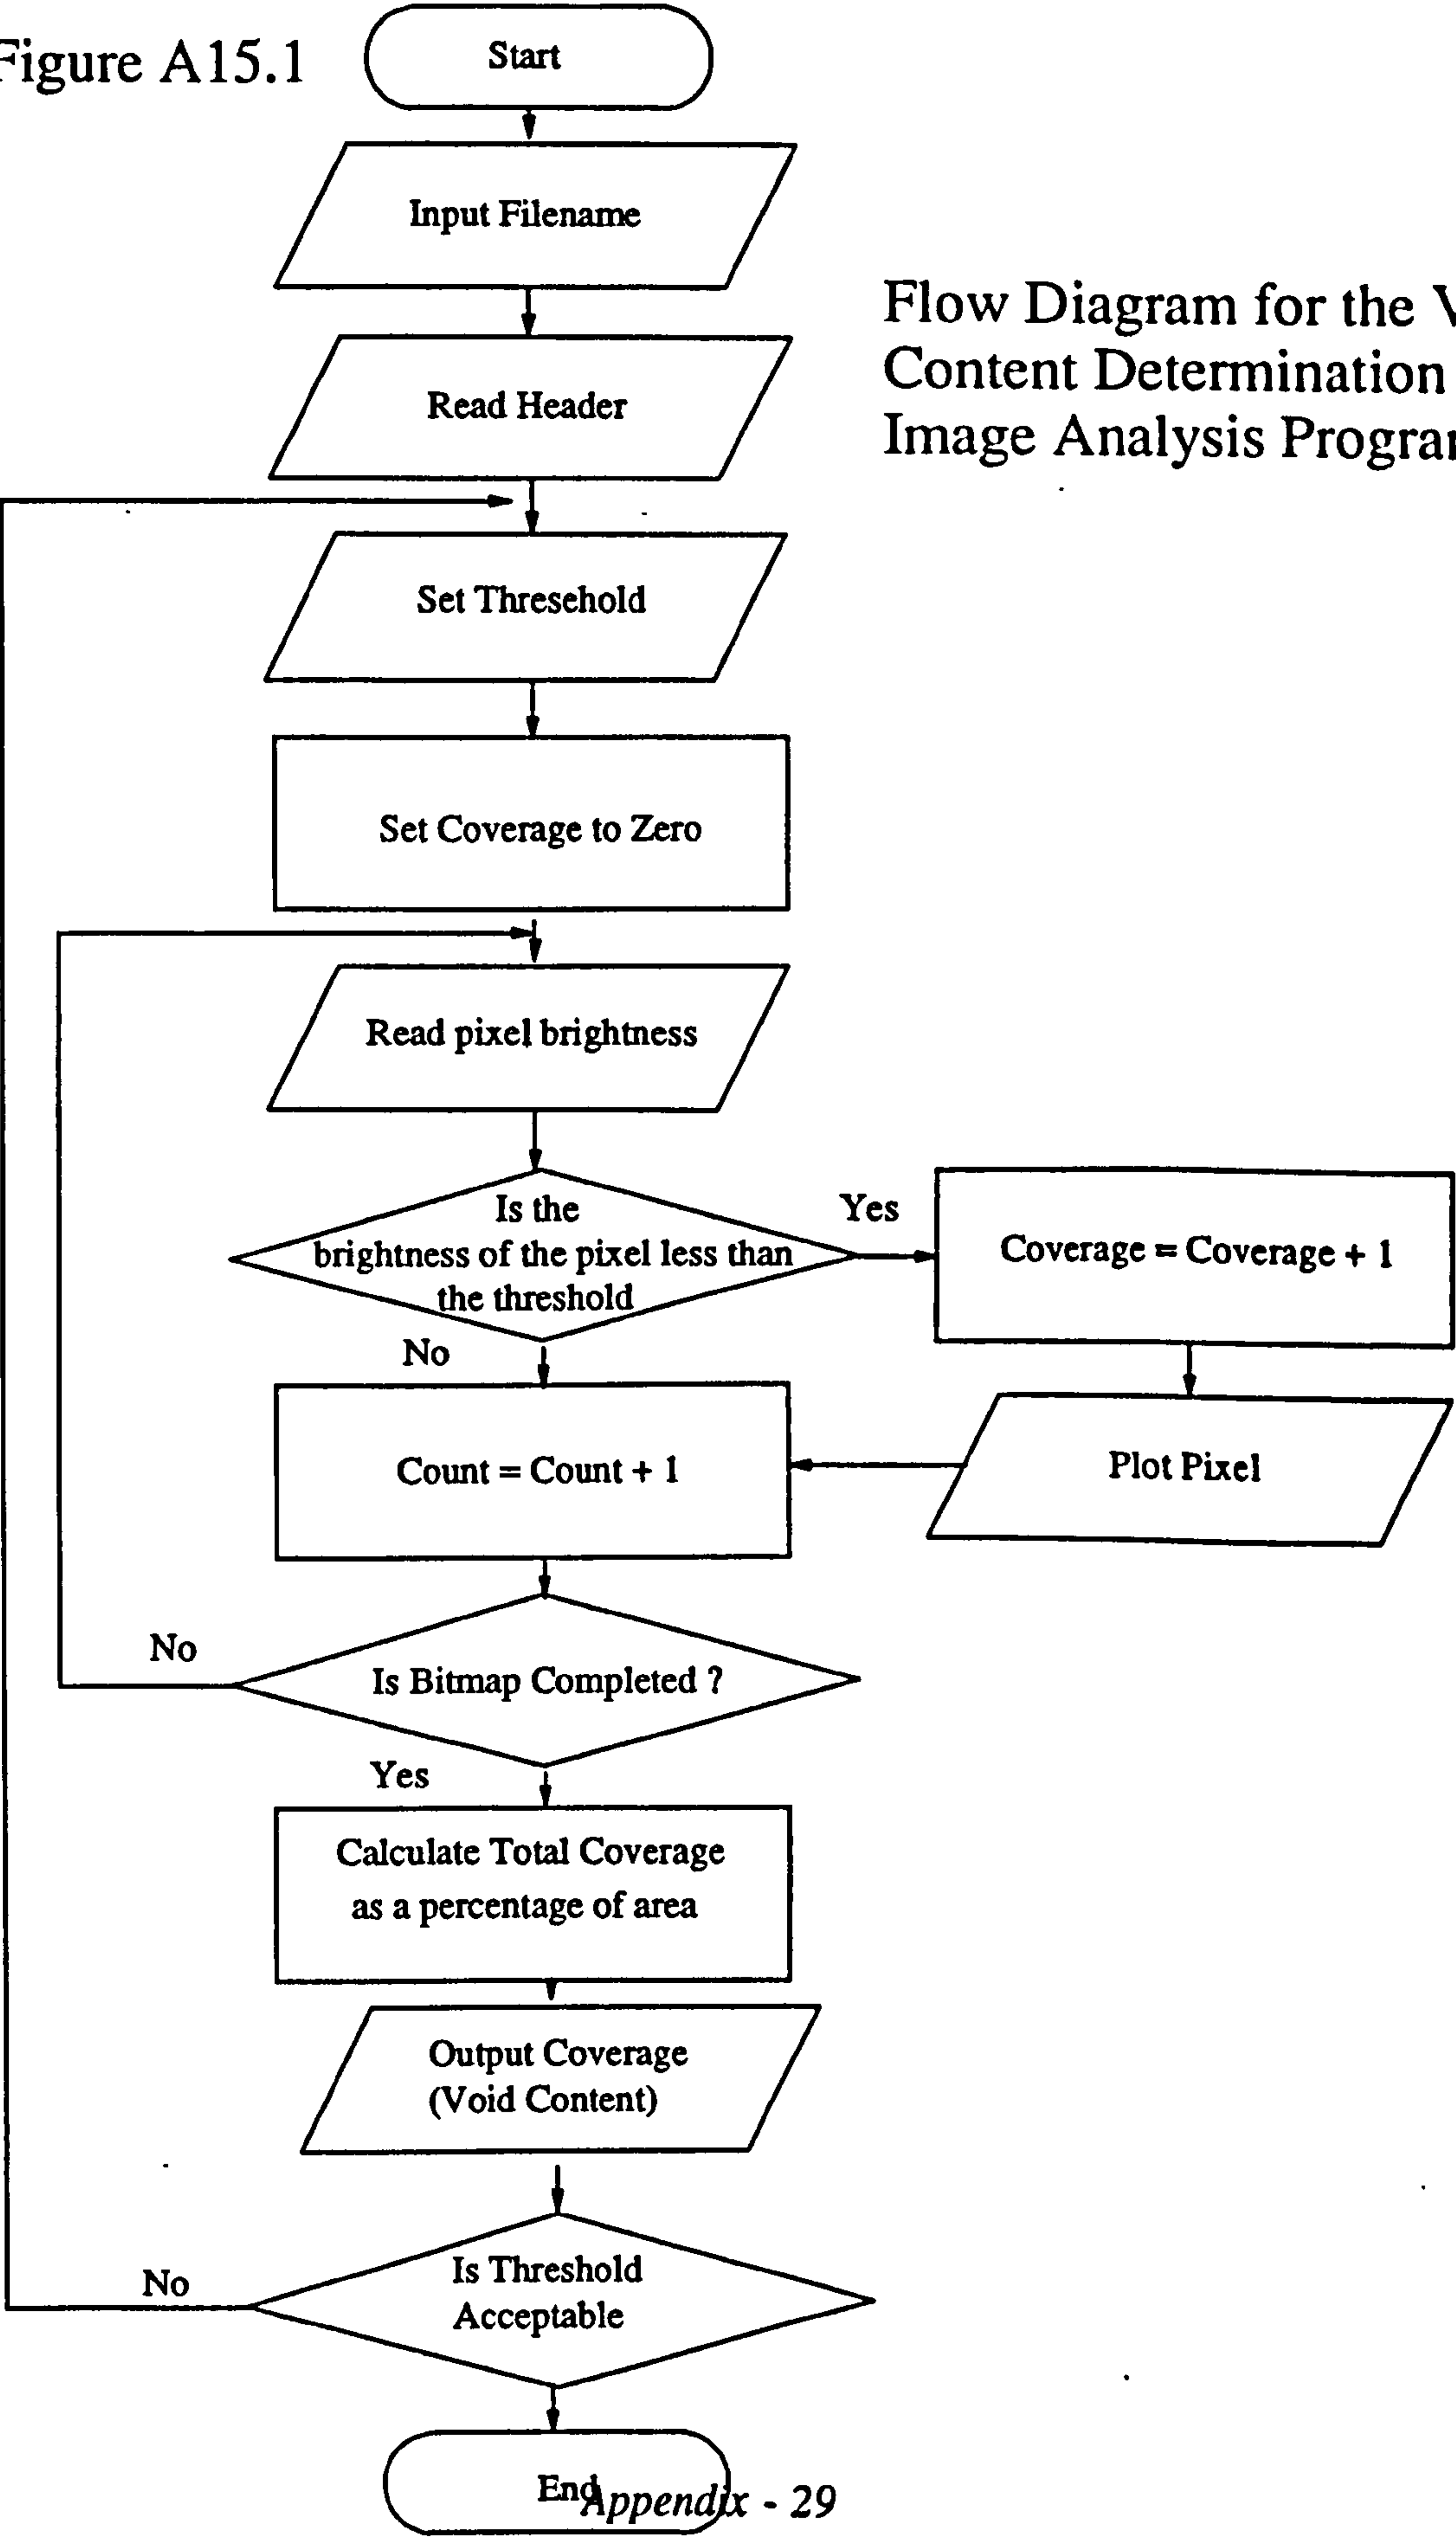 Figure A15.1
Start
Input Filename
Flow Diagram for the
Content Determination
Image Analysis
Read Header
Set Thresehold
Set Coverage to Zero
Read pixel brightness
Is the
brightness of the pixel less than
the threshold
Yes
Coverage = Coverage + 1
No
Count = Count + 1
Plot Pixel
No
Is Bitmap Completed ?
Yes
Calculate Total Coverage
as a percentage of area
Output Coverage
(Void Content)
No
Is Threshold
Acceptable
End
Appendix - 29